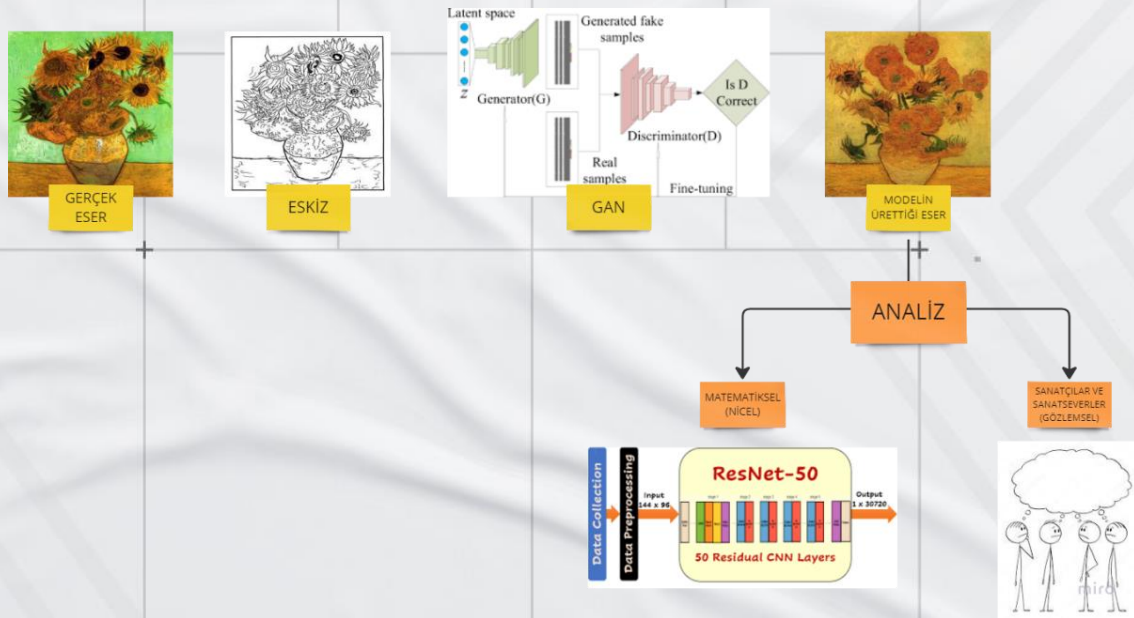 Latent space
z
Generator(G)
Generated fake
samples
Real
samples
Discriminator(D)
Is D
Correct
Fine-tuning
GERÇEK
ESER
ESKİZ
GAN
MODELİN
ÜRETTİĞİ ESER
ANALİZ
MATEMATİKSEL
(NİCEL)
SANATÇILAR VE
SANATSEVERLER
(GÖZLEMSEL)
Data Collection
Data Preprocessing
Input
144 x 96
ResNet-50
50 Residual CNN Layers
Output
1 x 30720
miro